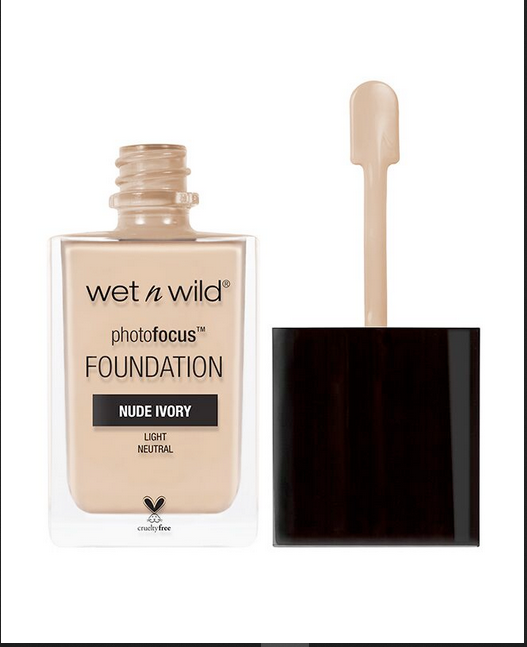 wet n wild®
photofocus™
FOUNDATION
NUDE IVORY
LIGHT
NEUTRAL
crueltyfree